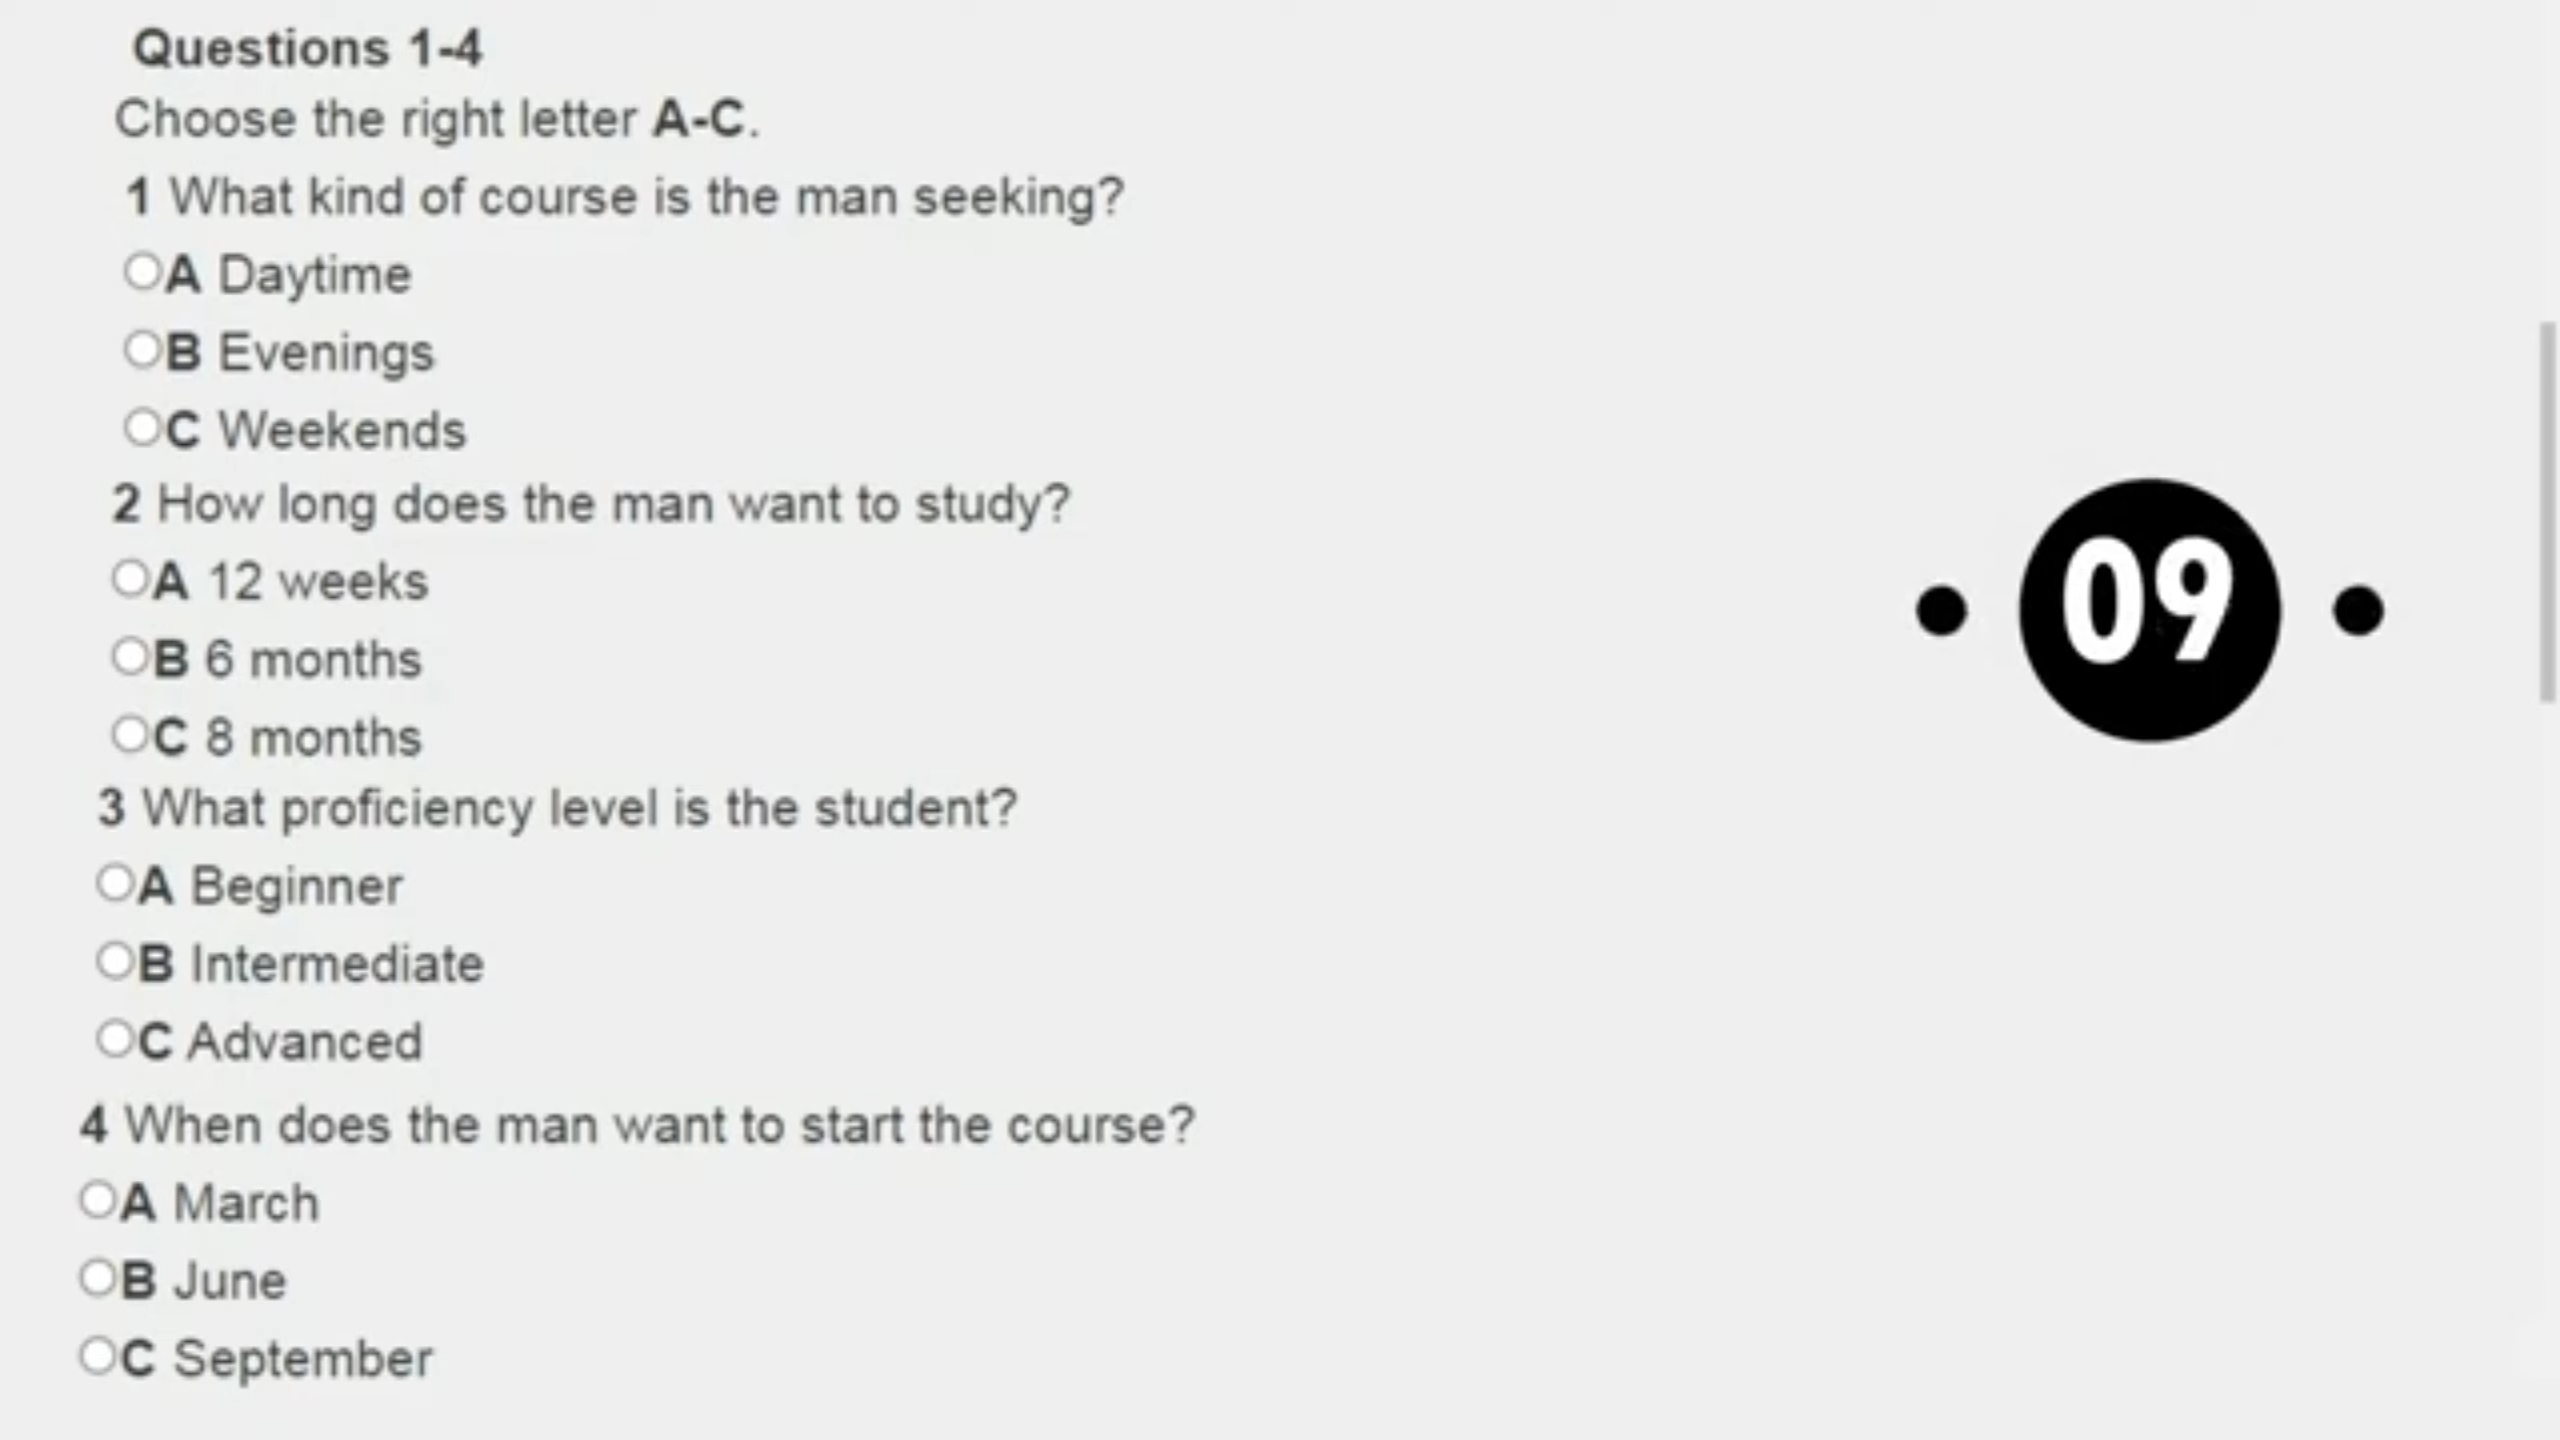 Questions 1-4
Choose the right letter A-C.
1 What kind of course is the man seeking?
A Daytime
B Evenings
C Weekends
2 How long does the man want to study?
A 12 weeks
B 6 months
C 8 months
3 What proficiency level is the student?
A Beginner
B Intermediate
C Advanced
4 When does the man want to start the course?
A March
B June
C September
09